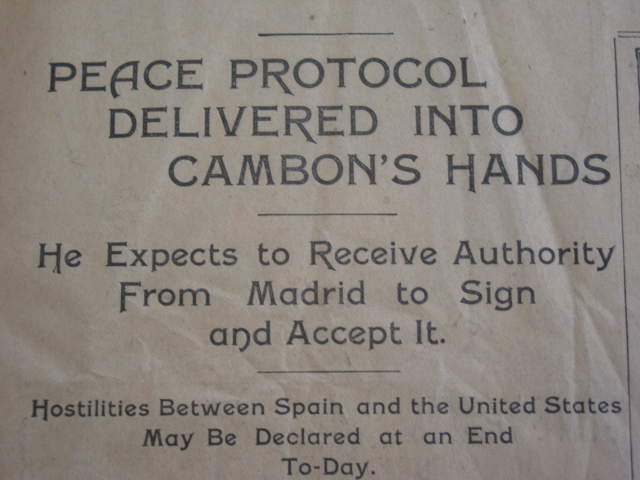 PEACE PROTOCOL
DELIVERED INTO
CAMBON'S HANDS
He Expects to Receive Authority
From Madrid to Sign
and Accept It.
Hostilities Between Spain and the United States
May Be Declared at an End
To-Day.